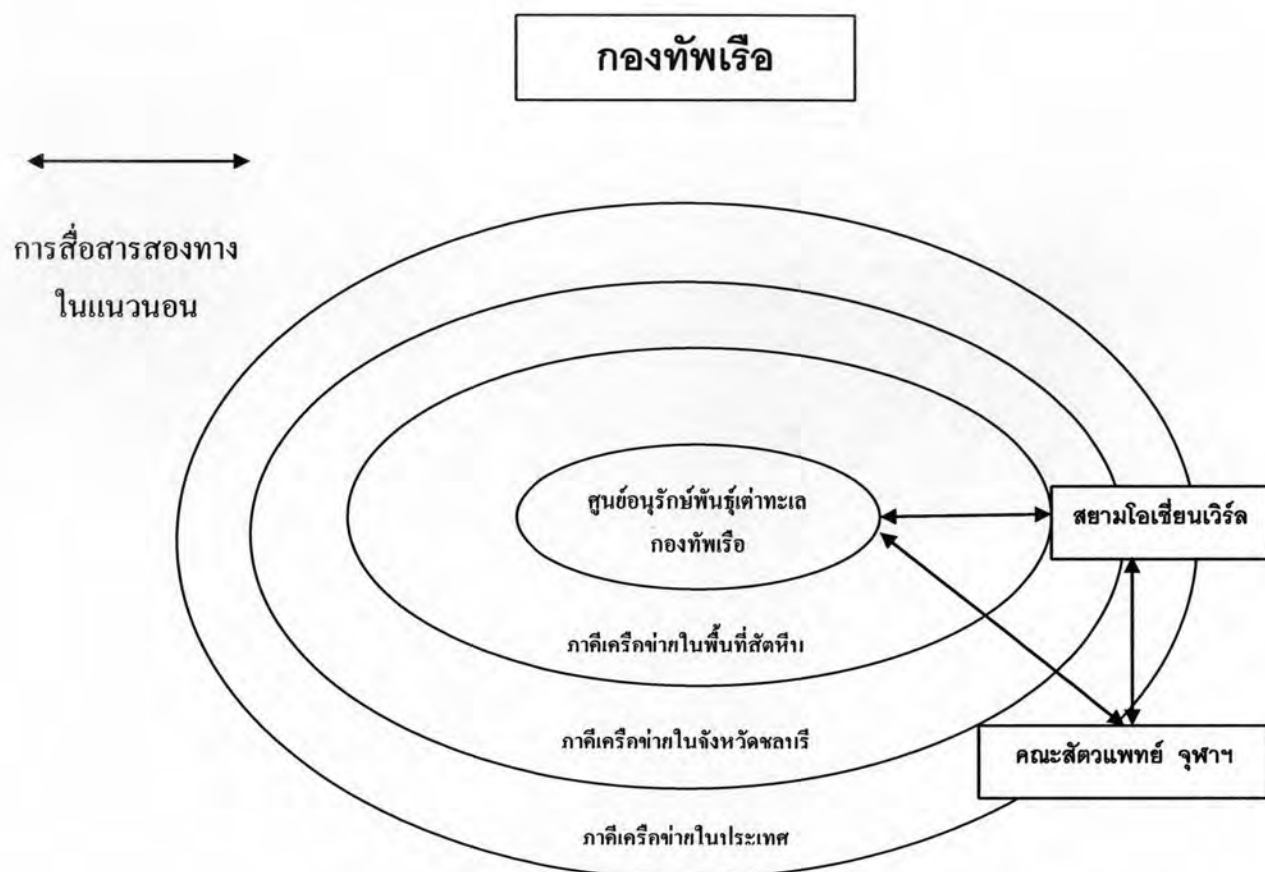 กองทัพเรือ
การสื่อสารสองทาง
ในแนวนอน
ศูนย์อนุรักษ์พันธุ์เต่าทะเล
กองทัพเรือ
สยามโอเชี่ยนเวิร์ล
ภาคีเครือข่ายในพื้นที่สัตหีบ
ภาคีเครือข่ายในจังหวัดชลบุรี
คณะสัตวแพทย์ จุฬาฯ
ภาคีเครือข่ายในประเทศ